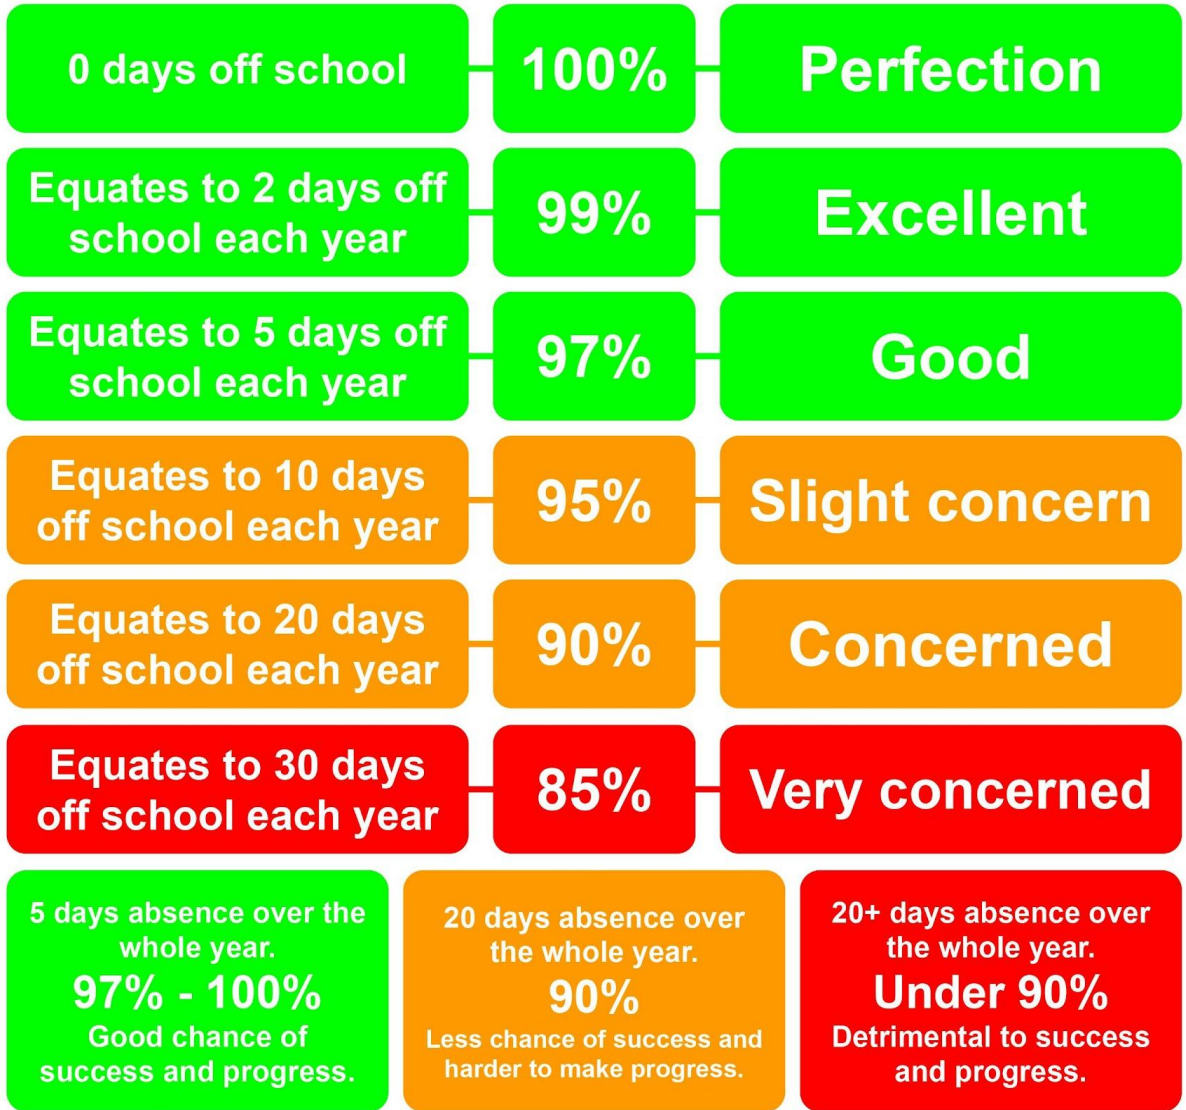 0 days off school
100%
Perfection
Equates to 2 days off
school each year
99%
Excellent
Equates to 5 days off
school each year
97%
Good
Equates to 10 days
off school each year
95%
Slight concern
Equates to 20 days
off school each year
90%
Concerned
Equates to 30 days
off school each year
85%
Very concerned
5 days absence over the
whole year.
97% - 100%
Good chance of
success and progress.
20 days absence over
the whole year.
90%
Less chance of success and
harder to make progress.
20+ days absence over
the whole year.
Under 90%
Detrimental to success
and progress.